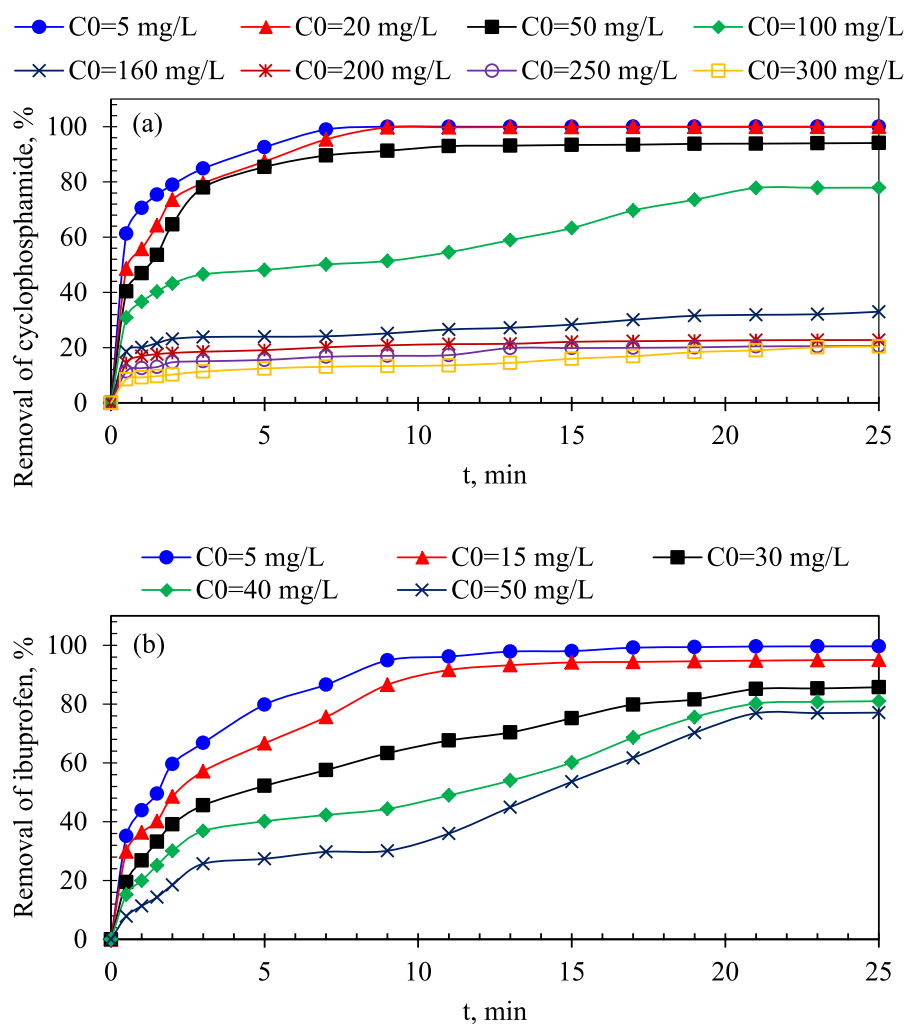 C0=5 mg/L C0=20 mg/L C0=50 mg/L C0=100 mg/L
C0=160 mg/L C0=200 mg/L C0=250 mg/L C0=300 mg/L
(a)
Removal of cyclophosphamide, %
100
80
60
40
20
0
0 5 10 15 20 25
t, min
C0=5 mg/L C0=15 mg/L C0=30 mg/L
C0=40 mg/L C0=50 mg/L
(b)
Removal of ibuprofen, %
100
80
60
40
20
0
0 5 10 15 20 25
t, min